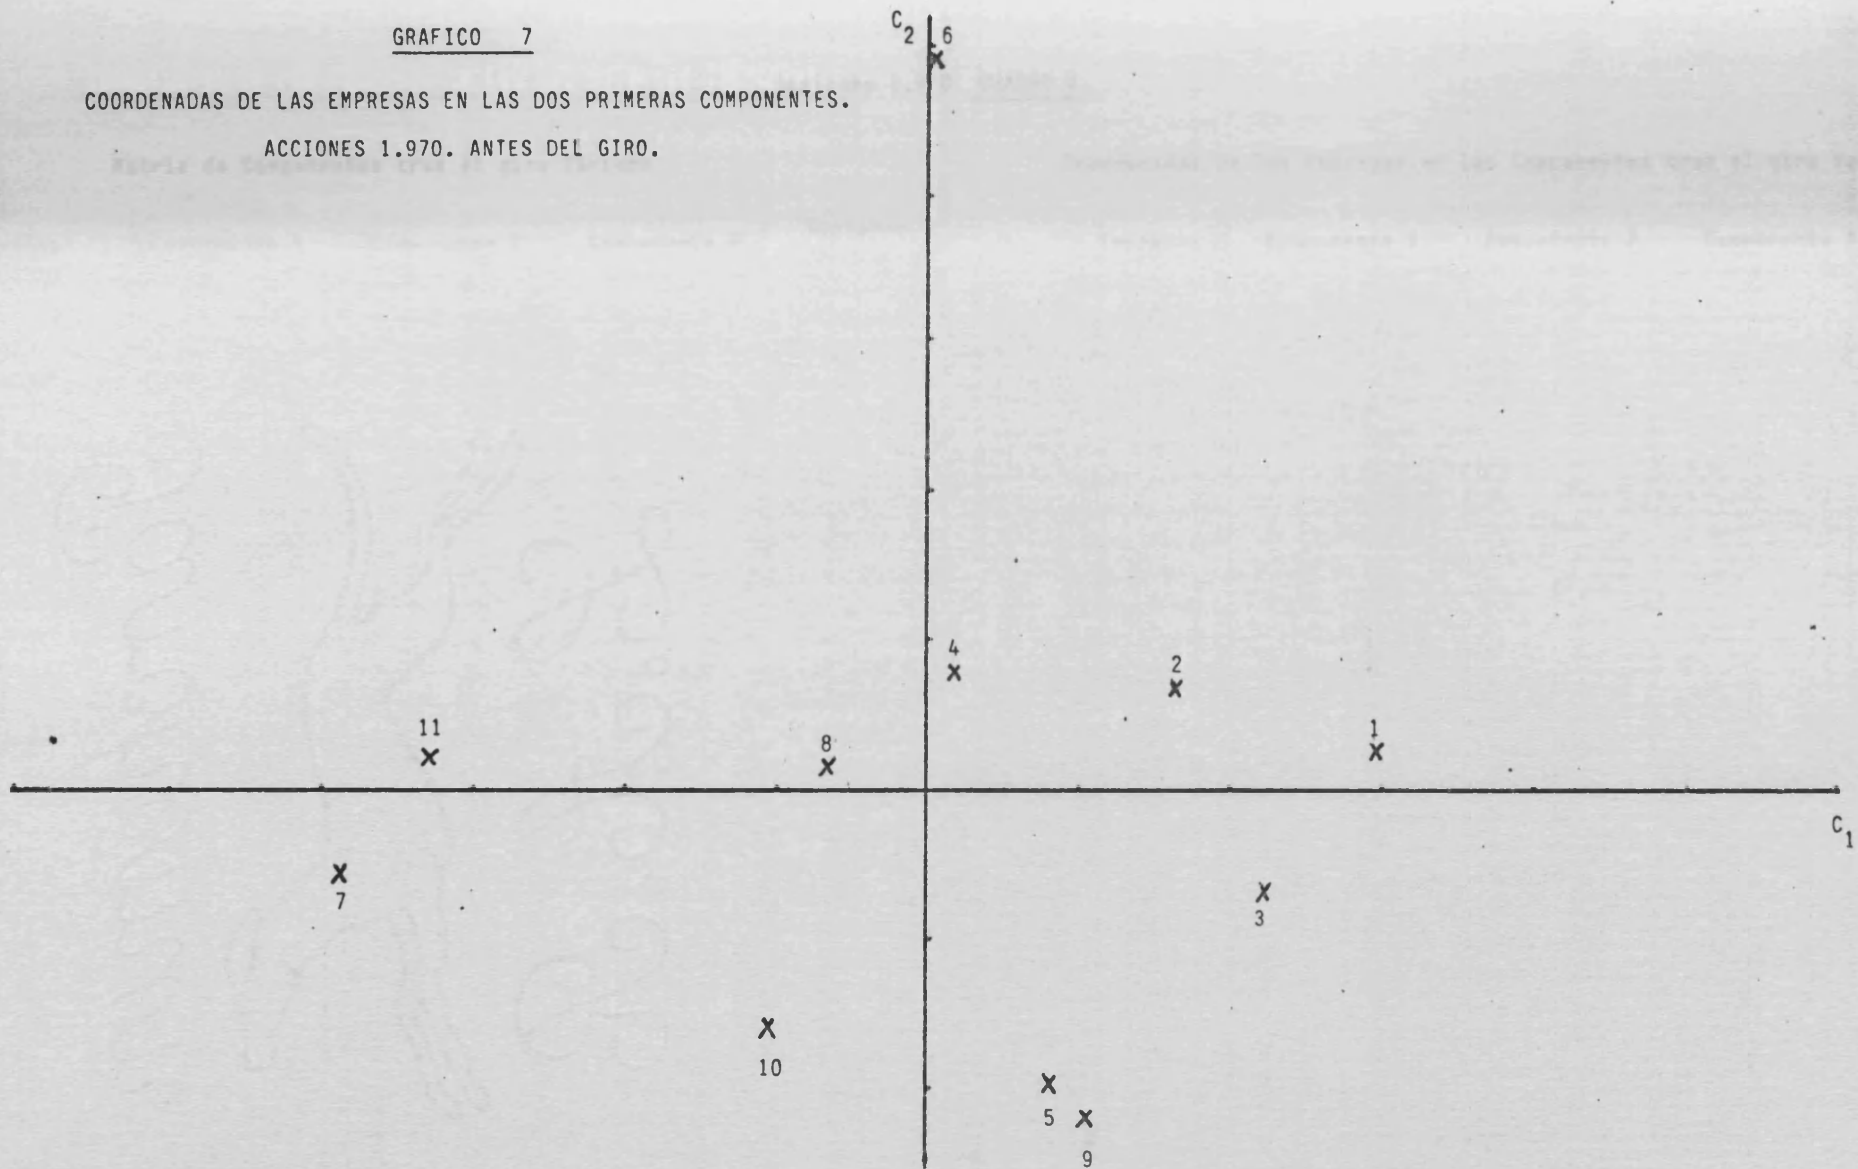 GRAFICO 7
COORDENADAS DE LAS EMPRESAS EN LAS DOS PRIMERAS COMPONENTES.
ACCIONES 1.970. ANTES DEL GIRO.
C2
6
4
2
1
11
8
C1
7
3
10
5
9